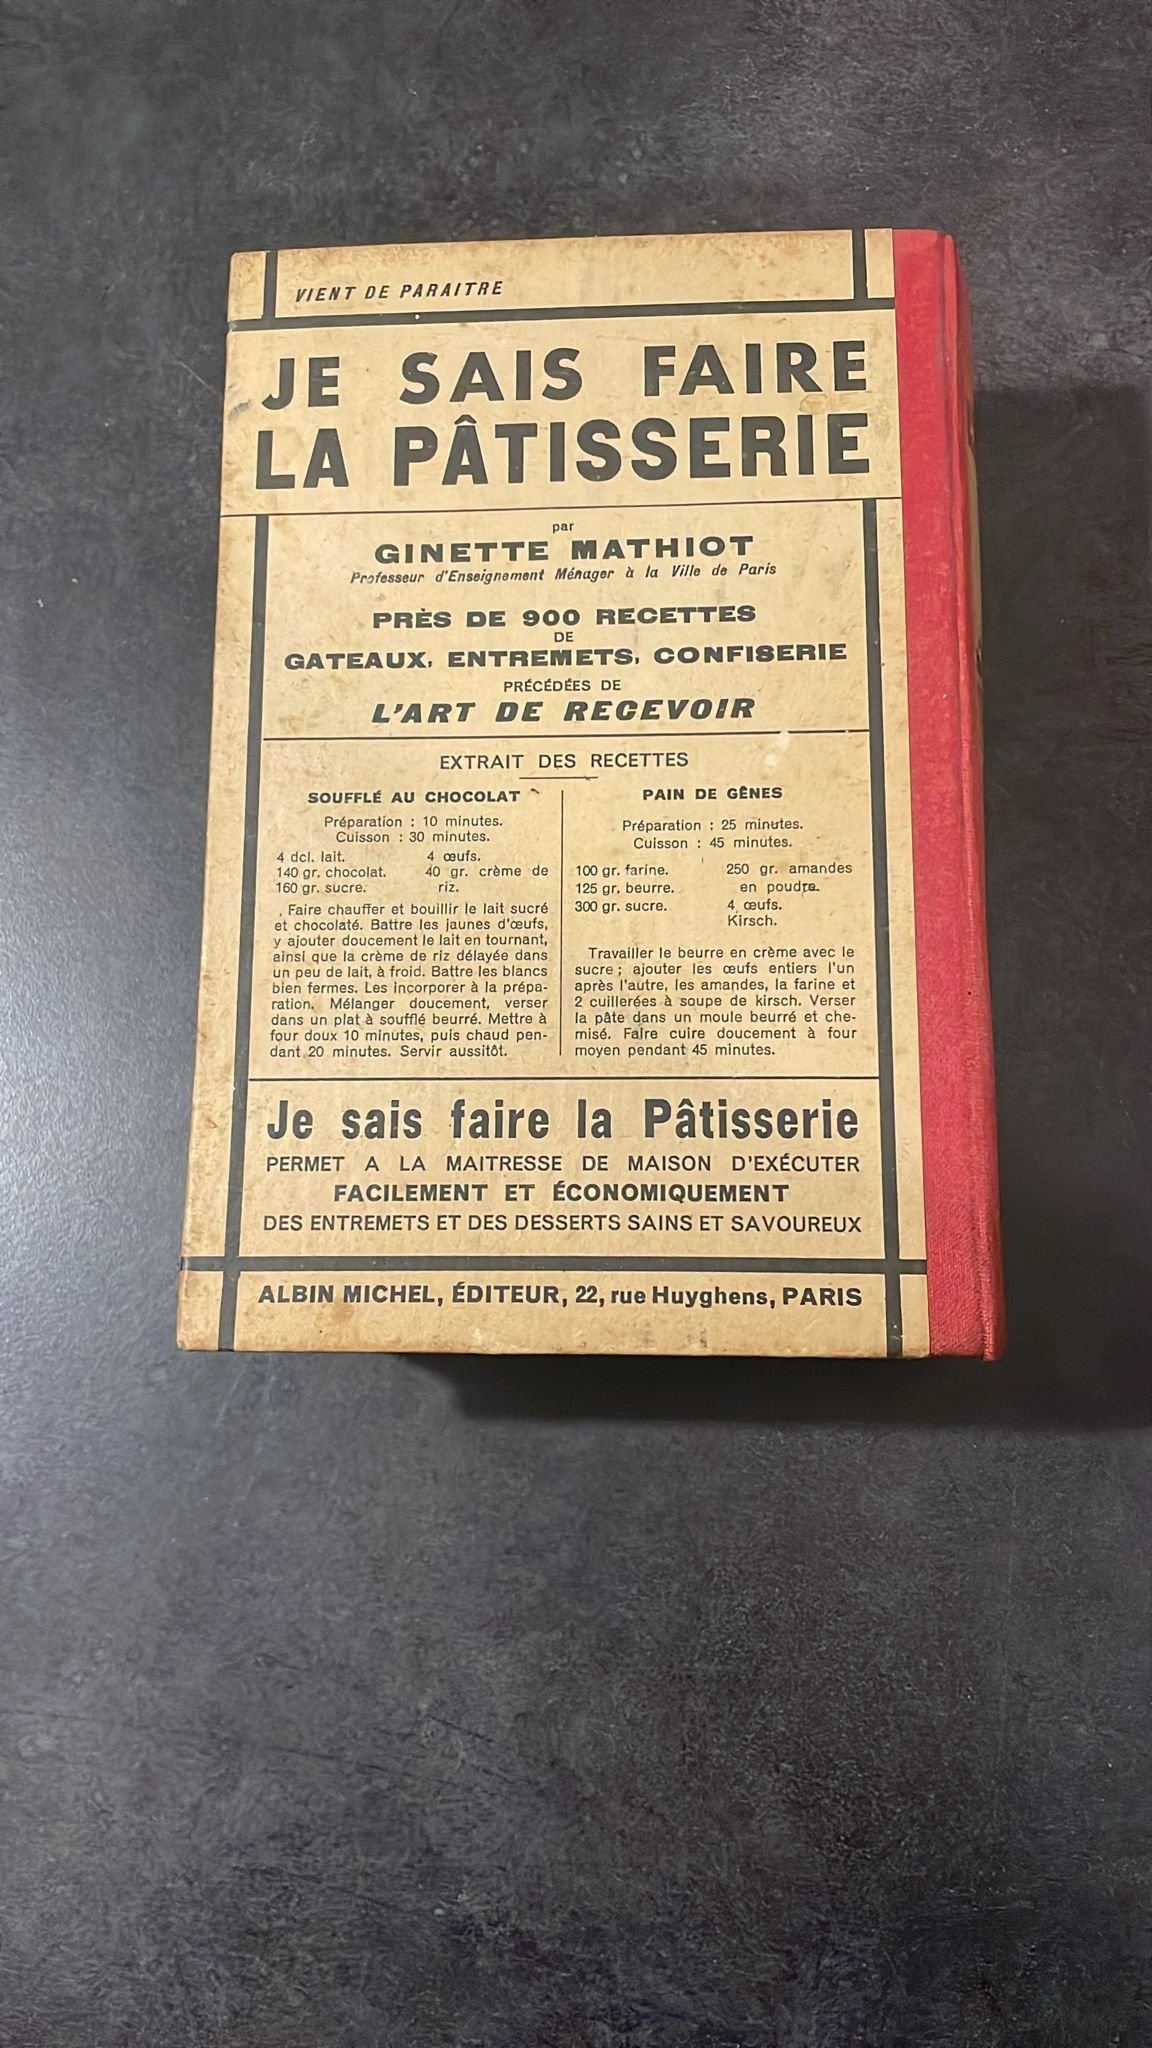 VIENT DE PARAITRE
JE SAIS FAIRE
LA PÂTISSERIE
par
GINETTE MATHIOT
Professeur d'Enseignement Ménager à la Ville de Paris
PRÈS DE 900 RECETTES
DE
GATEAUX, ENTREMETS, CONFISERIE
PRÉCÉDÉES DE
L'ART DE RECEVOIR
EXTRAIT DES RECETTES
SOUFFLÉ AU CHOCOLAT
Préparation : 10 minutes.
Cuisson : 30 minutes.
4 dcl. lait. 4 œufs.
140 gr. chocolat. 40 gr. crème de
160 gr. sucre. riz.
Faire chauffer et bouillir le lait sucré
et chocolaté. Battre les jaunes d'œufs,
y ajouter doucement le lait en tournant,
ainsi que la crème de riz délayée dans
un peu de lait, à froid. Battre les blancs
bien fermes. Les incorporer à la prépa-
ration. Mélanger doucement, verser
dans un plat à soufflé beurré. Mettre à
four doux 10 minutes, puis chaud pen-
dant 20 minutes. Servir aussitôt.
PAIN DE GÊNES
Préparation : 25 minutes.
Cuisson : 45 minutes.
100 gr. farine. 250 gr. amandes
125 gr. beurre. en poudre.
300 gr. sucre. 4 œufs.
Kirsch.
Travailler le beurre en crème avec le
sucre ; ajouter les œufs entiers l'un
après l'autre, les amandes, la farine et
2 cuillerées à soupe de kirsch. Verser
la pâte dans un moule beurré et che-
misé. Faire cuire doucement à four
moyen pendant 45 minutes.
Je sais faire la Pâtisserie
PERMET A LA MAITRESSE DE MAISON D'EXÉCUTER
FACILEMENT ET ÉCONOMIQUEMENT
DES ENTREMETS ET DES DESSERTS SAINS ET SAVOUREUX
ALBIN MICHEL, ÉDITEUR, 22, rue Huyghens, PARIS